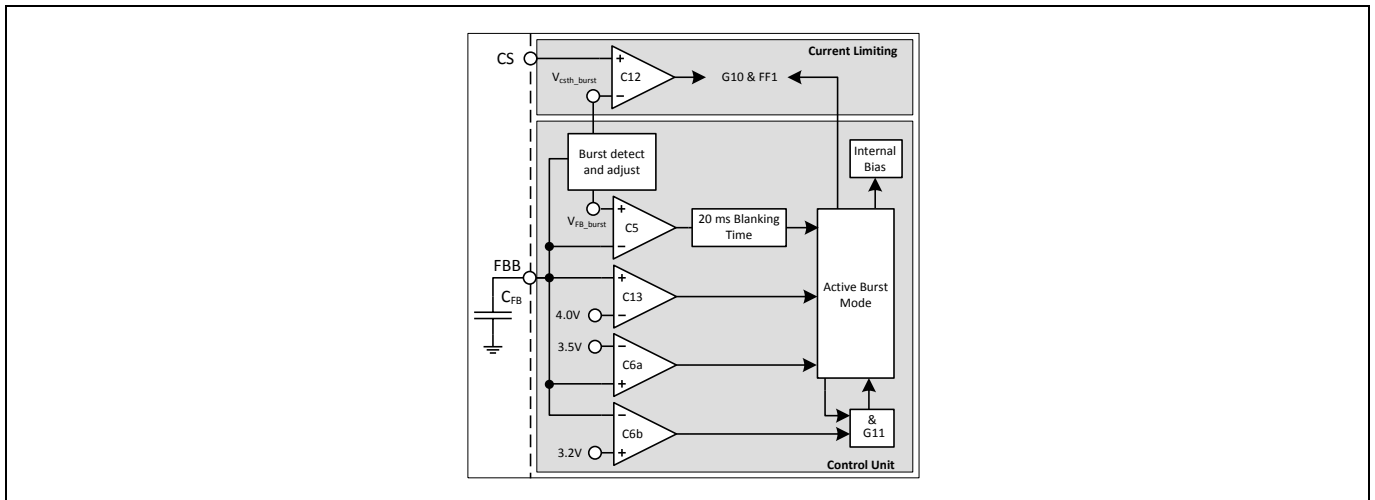 Current Limiting
CS
+
C12
G10 & FF1
Vcsth_burst
−
Burst detect
and adjust
Internal
Bias
+
VFB_burst
C5
20 ms Blanking
Time
−
FBB
+
CFB
C13
Active Burst
Mode
4.0V
−
3.5V
−
C6a
+
−
C6b
&
G11
3.2V
+
Control Unit